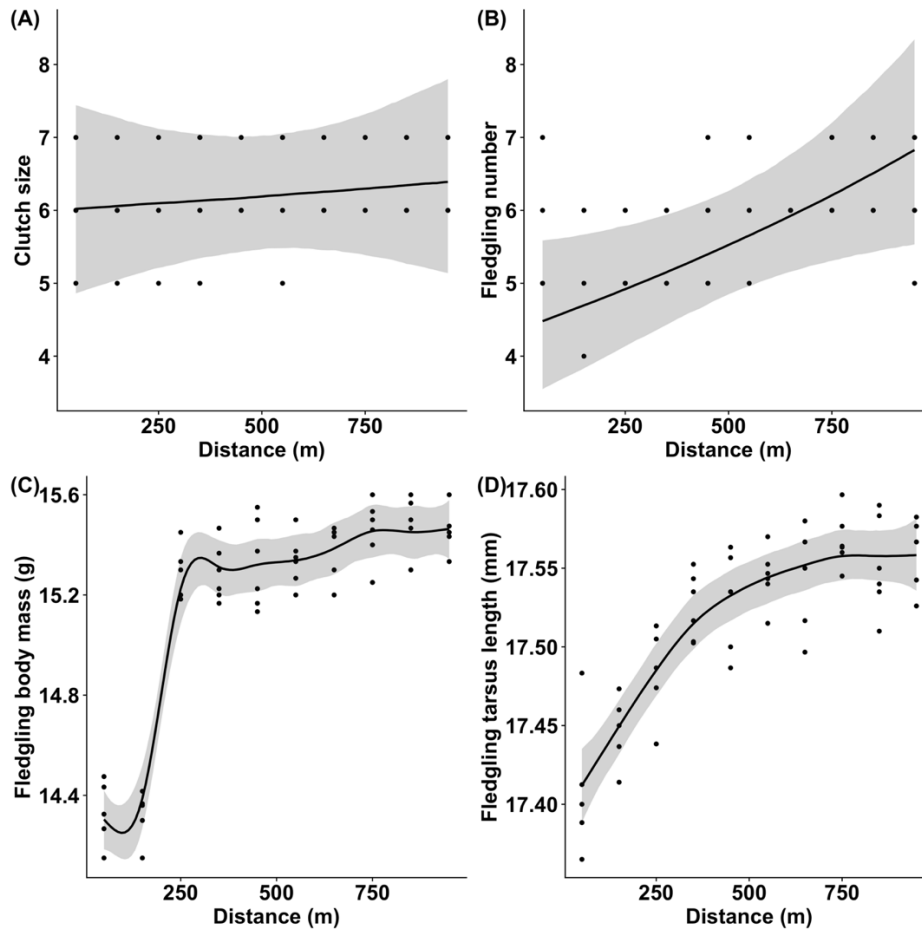 (A)
Clutch size
8
7
6
5
4
250 500 750
Distance (m)
(B)
Fledgling number
8
7
6
5
4
250 500 750
Distance (m)
(C)
Fledgling body mass (g)
15.6
15.2
14.8
14.4
250 500 750
Distance (m)
(D)
Fledgling tarsus length (mm)
17.60
17.55
17.50
17.45
17.40
250 500 750
Distance (m)